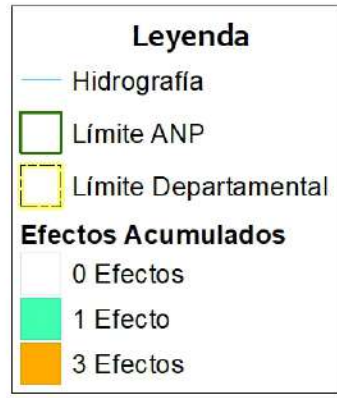 Leyenda
Hidrografía
Límite ANP
Límite Departamental
Efectos Acumulados
0 Efectos
1 Efecto
3 Efectos